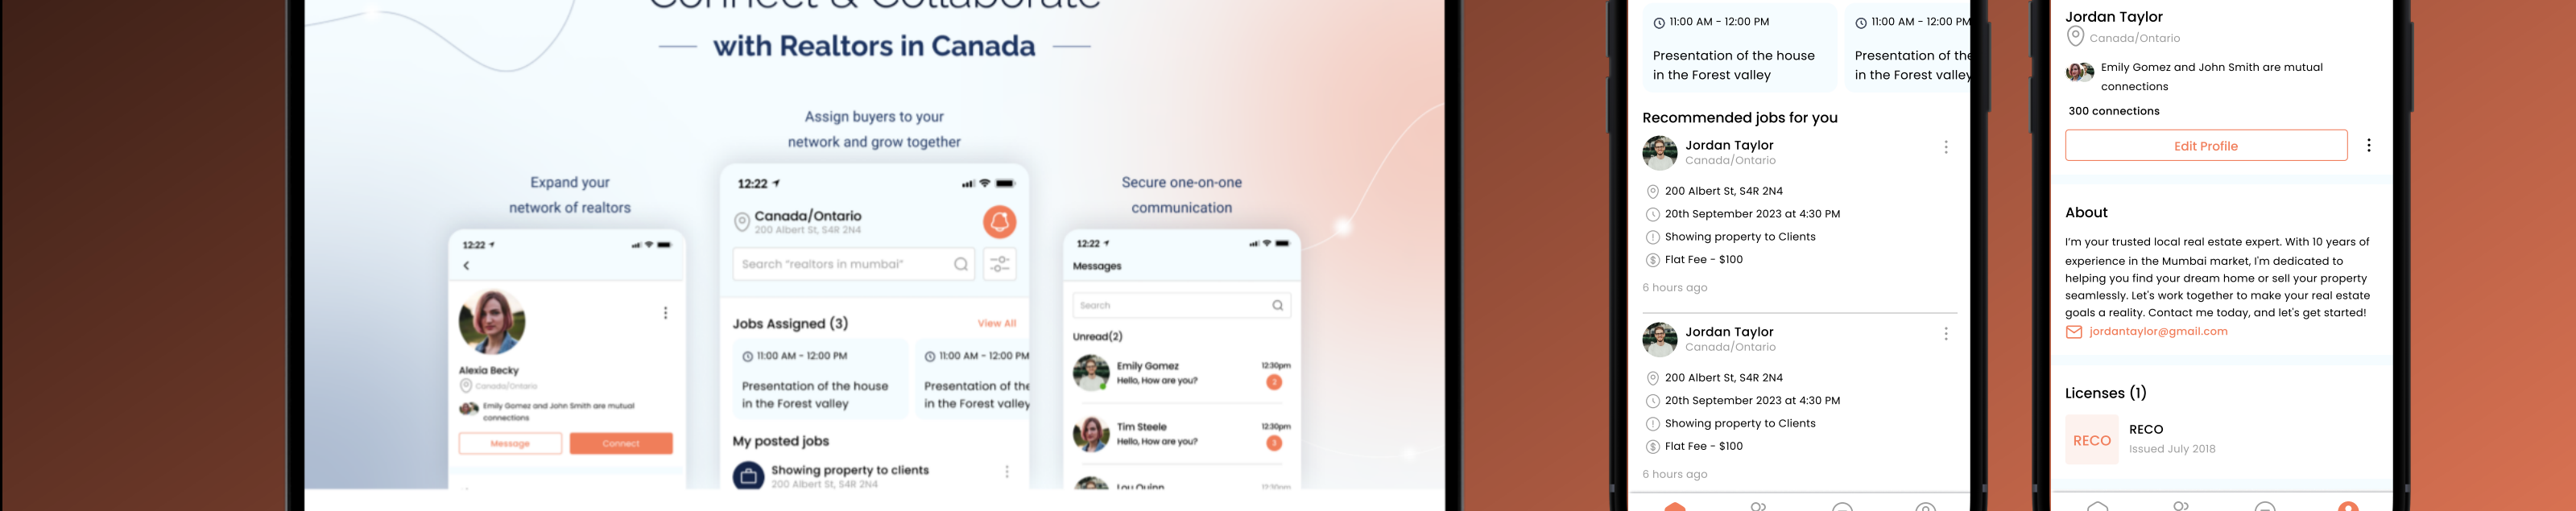 Connect & Collaborate
with Realtors in Canada
Assign buyers to your
network and grow together
Expand your
network of realtors
Secure one-on-one
communication
12:22
Alexia Becky
Canada/Ontario
Emily Gomez and John Smith are mutual
connections
Message
Connect
12:22
Canada/Ontario
200 Albert St, S4R 2N4
Search “realtors in mumbai”
Jobs Assigned (3)
View All
11:00 AM - 12:00 PM
Presentation of the house
in the Forest valley
11:00 AM - 12:00 PM
Presentation of the
in the Forest valley
My posted jobs
Showing property to clients
200 Albert St, S4R 2N4
12:22
Messages
Search
Unread(2)
Emily Gomez
12:30pm
Hello, How are you?
2
Tim Steele
12:30pm
Hello, How are you?
3
Lou Quinn
12:30pm
11:00 AM - 12:00 PM
Presentation of the house
in the Forest valley
11:00 AM - 12:00 PM
Presentation of the
in the Forest valley
Recommended jobs for you
Jordan Taylor
Canada/Ontario
200 Albert St, S4R 2N4
20th September 2023 at 4:30 PM
Showing property to Clients
Flat Fee - $100
6 hours ago
Jordan Taylor
Canada/Ontario
200 Albert St, S4R 2N4
20th September 2023 at 4:30 PM
Showing property to Clients
Flat Fee - $100
6 hours ago
Jordan Taylor
Canada/Ontario
Emily Gomez and John Smith are mutual
connections
300 connections
Edit Profile
About
I’m your trusted local real estate expert. With 10 years of
experience in the Mumbai market, I'm dedicated to
helping you find your dream home or sell your property
seamlessly. Let's work together to make your real estate
goals a reality. Contact me today, and let's get started!
jordantaylor@gmail.com
Licenses (1)
RECO
RECO
Issued July 2018